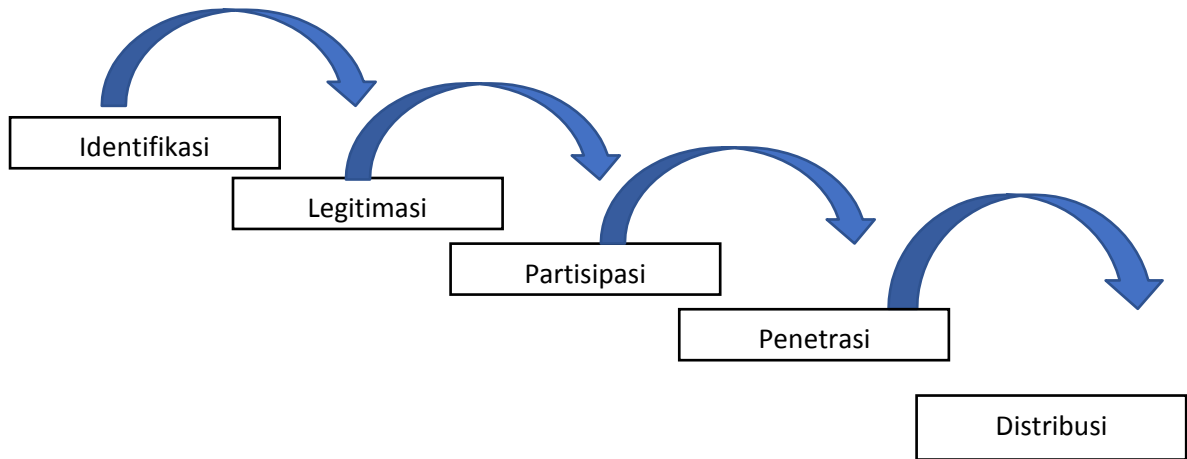 Identifikasi
Legitimasi
Partisipasi
Penetrasi
Distribusi